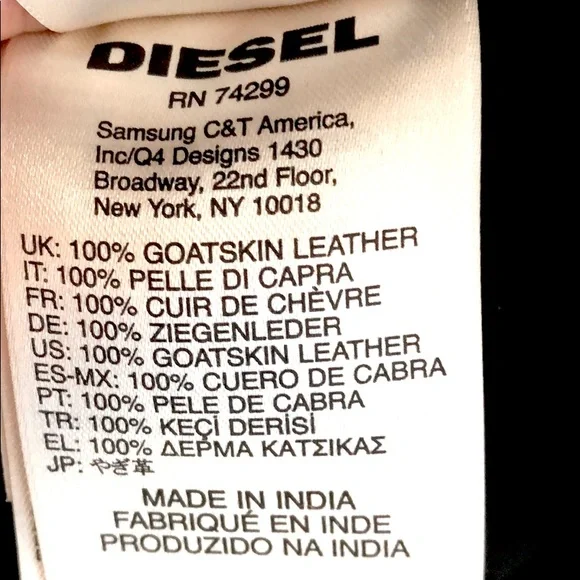 DIESEL
RN 74299
Samsung C&T America,
Inc/Q4 Designs 1430
Broadway, 22nd Floor,
New York, NY 10018
UK: 100% GOATSKIN LEATHER
IT: 100% PELLE DI CAPRA
FR: 100% CUIR DE CHÈVRE
DE: 100% ZIEGENLEDER
US: 100% GOATSKIN LEATHER
ES-MX: 100% CUERO DE CABRA
PT: 100% PELE DE CABRA
TR: 100% KEÇİ DERİSİ
EL: 100% ΔΕΡΜΑ ΚΑΤΣΙΚΑΣ
JP: やぎ革
MADE IN INDIA
FABRIQUÉ EN INDE
PRODUZIDO NA INDIA